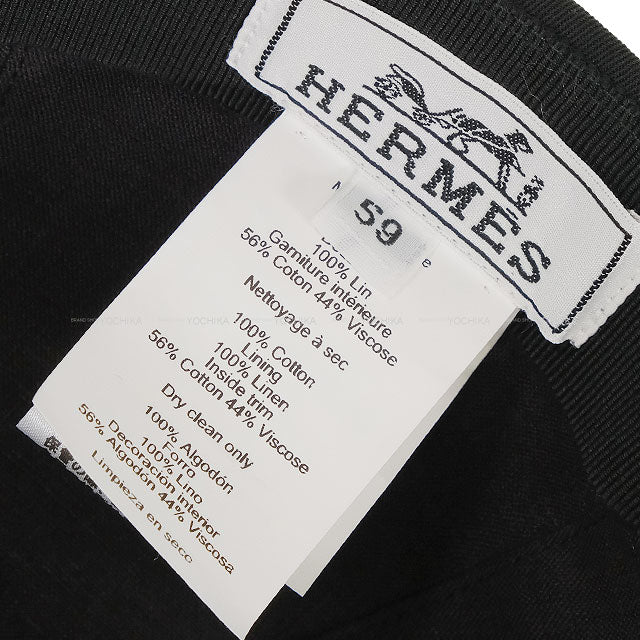 HERMÈS
59
100% Lin
Garniture intérieure
56% Coton 44% Viscose
Nettoyage à sec
100% Cotton
Lining
100% Linen
Inside trim
56% Cotton 44% Viscose
Dry clean only
100% Algodón
Forro
100% Lino
Decoración interior
56% Algodón 44% Viscosa
Limpieza en seco
YOCHIKA
YOCHIKA